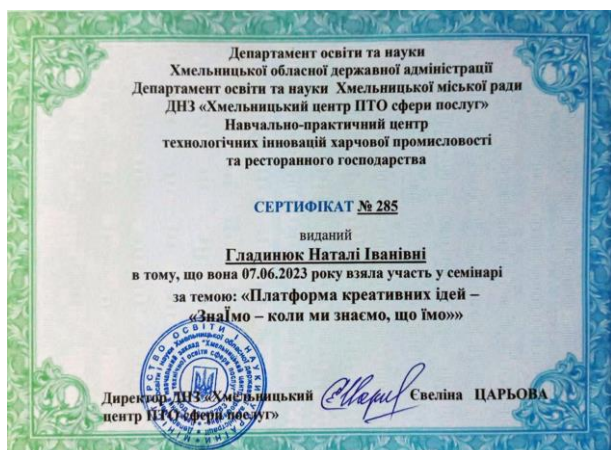 Департамент освіти та науки
Хмельницької обласної державної адміністрації
Департамент освіти та науки Хмельницької міської ради
ДНЗ «Хмельницький центр ПТО сфери послуг»
Навчально-практичний центр
технологічних інновацій харчової промисловості
та ресторанного господарства
СЕРТИФІКАТ № 285
виданий
Гладинюк Наталі Іванівні
в тому, що вона 07.06.2023 року взяла участь у семінарі
за темою: «Платформа креативних ідей –
«ЗнаЇмо – коли ми знаємо, що їмо»»
Директор ДНЗ «Хмельницький Євеліна ЦАРЬОВА
центр ПТО сфери послуг»